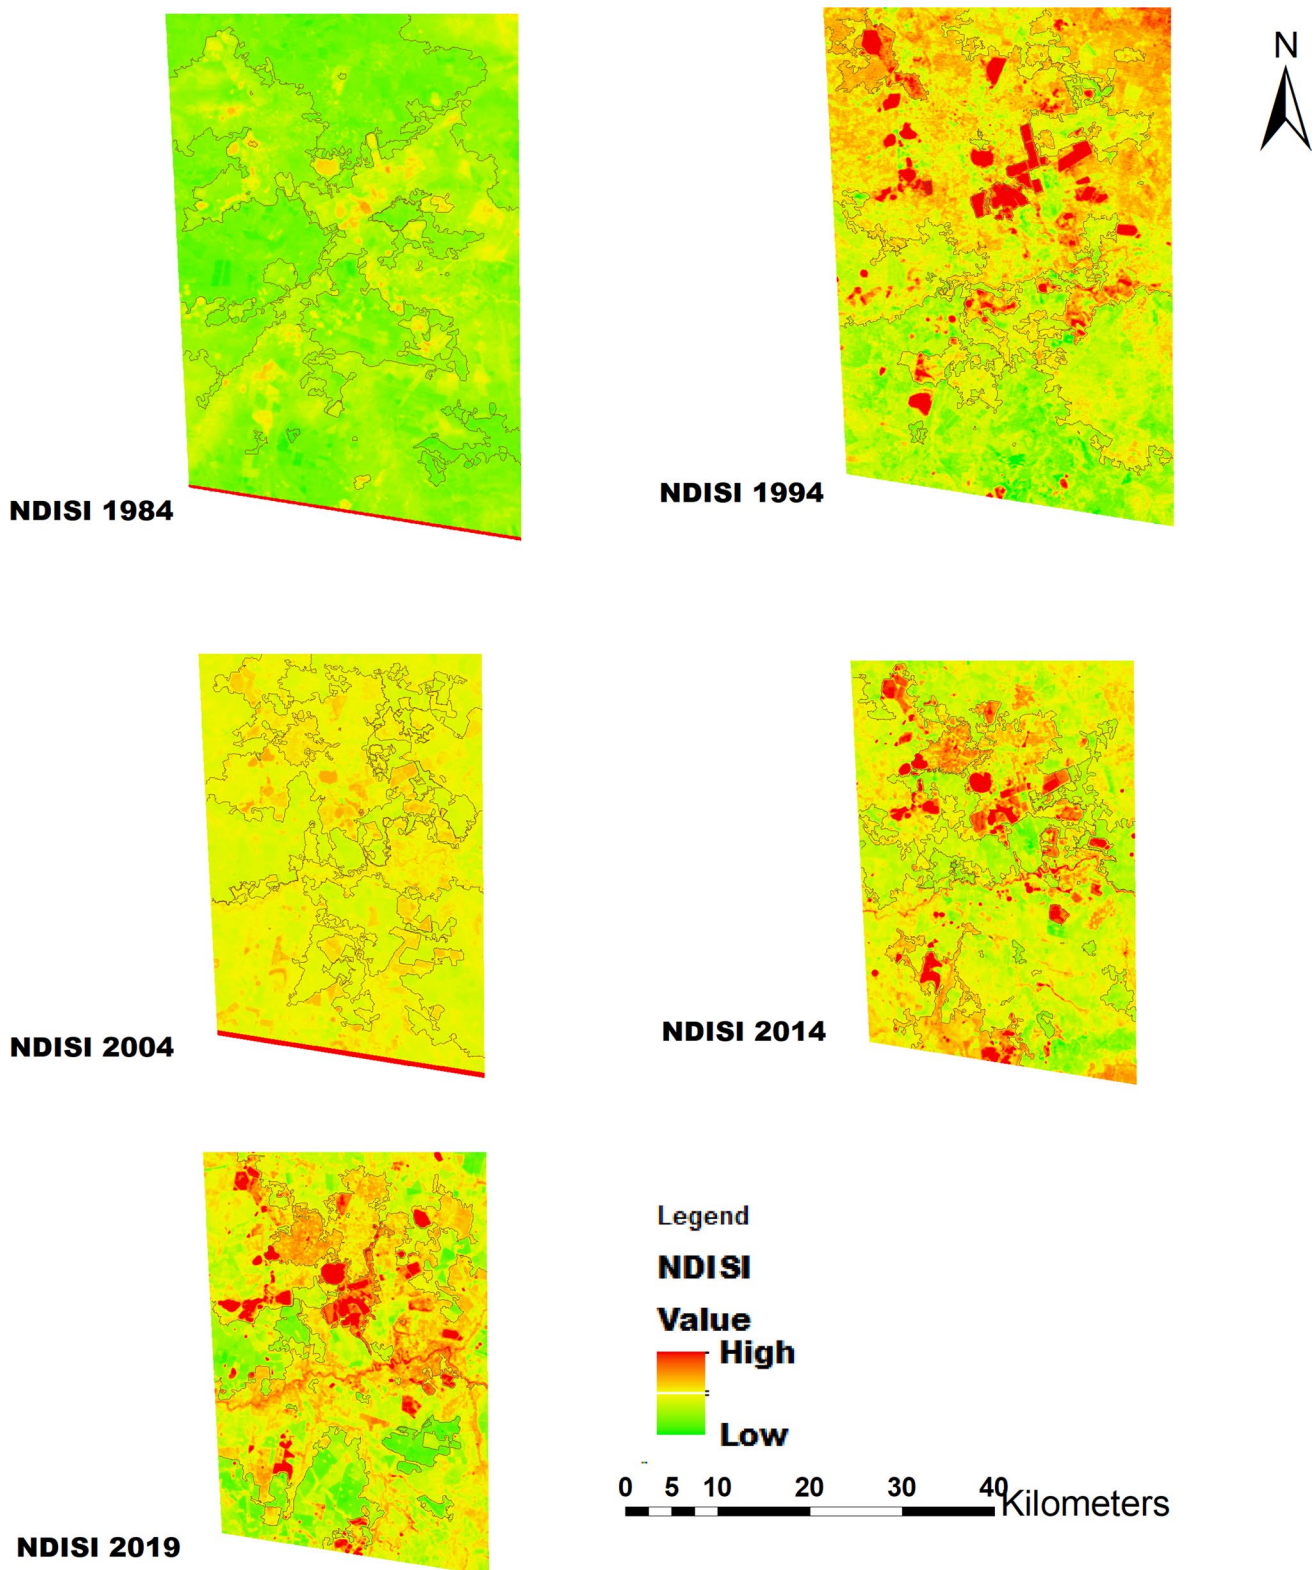 N
NDISI 1984
NDISI 1994
NDISI 2004
NDISI 2014
NDISI 2019
Legend
NDISI
Value
High
Low
0 5 10 20 30 40
Kilometers